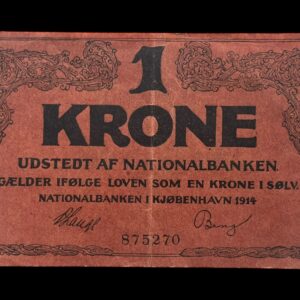 1
KRONE
UDSTEDT AF NATIONALBANKEN.
GÆLDER IFØLGE LOVEN SOM EN KRONE I SØLV.
NATIONALBANKEN I KJØBENHAVN 1914
875270